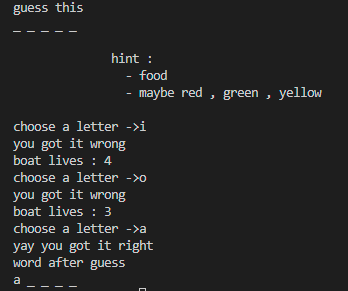 guess this
_ _ _ _ _
hint :
- food
- maybe red , green , yellow
choose a letter ->i
you got it wrong
boat lives : 4
choose a letter ->o
you got it wrong
boat lives : 3
choose a letter ->a
yay you got it right
word after guess
a _ _ _ _